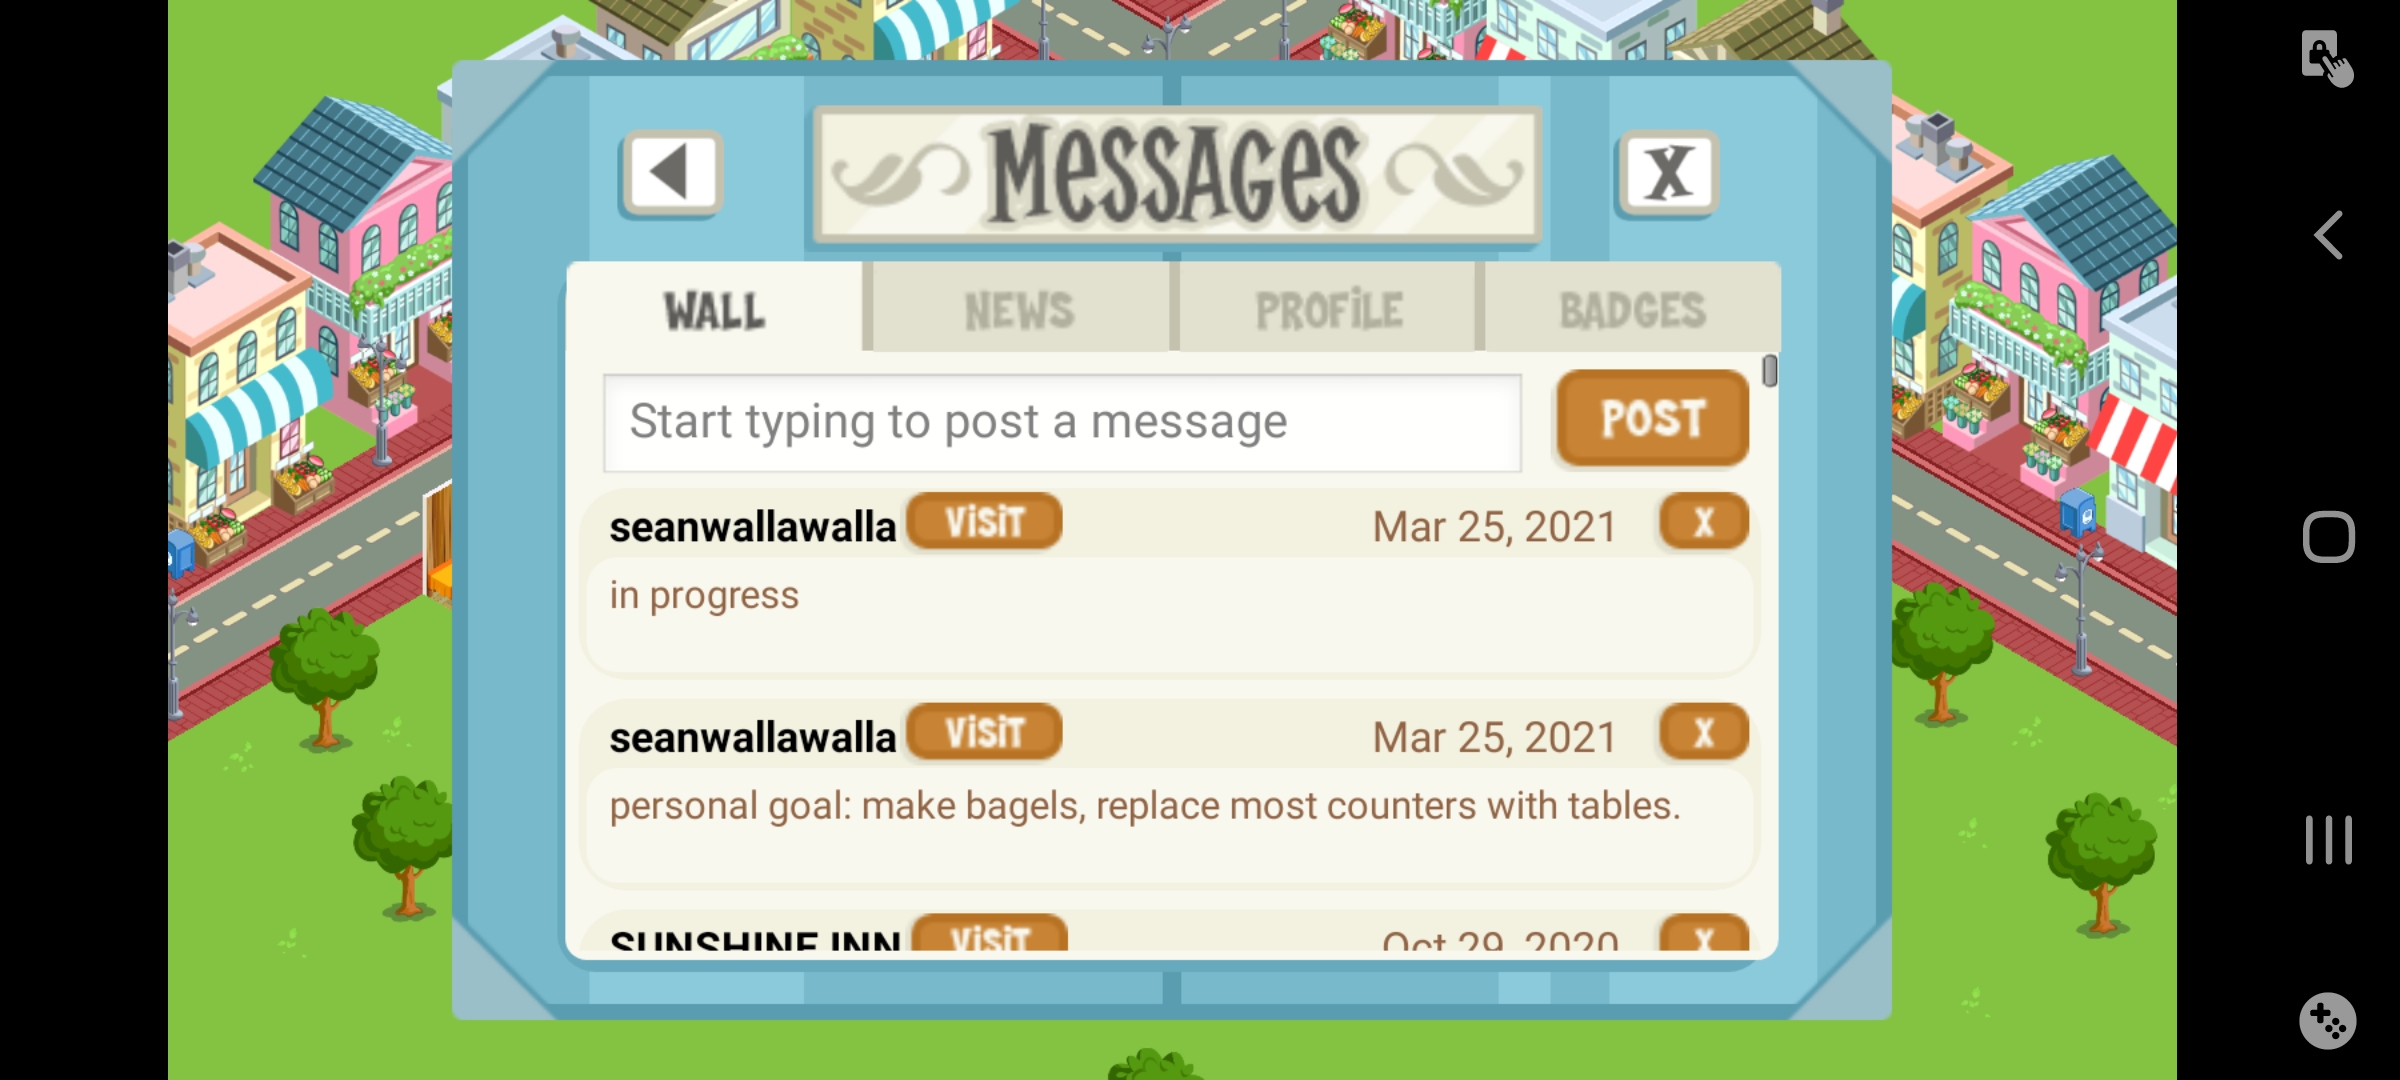 MESSAGES
X
WALL NEWS PROFILE BADGES
Start typing to post a message POST
seanwallawalla VISIT Mar 25, 2021 X
in progress
seanwallawalla VISIT Mar 25, 2021 X
personal goal: make bagels, replace most counters with tables.
SUNSHINE INN VISIT Oct 29, 2020 X